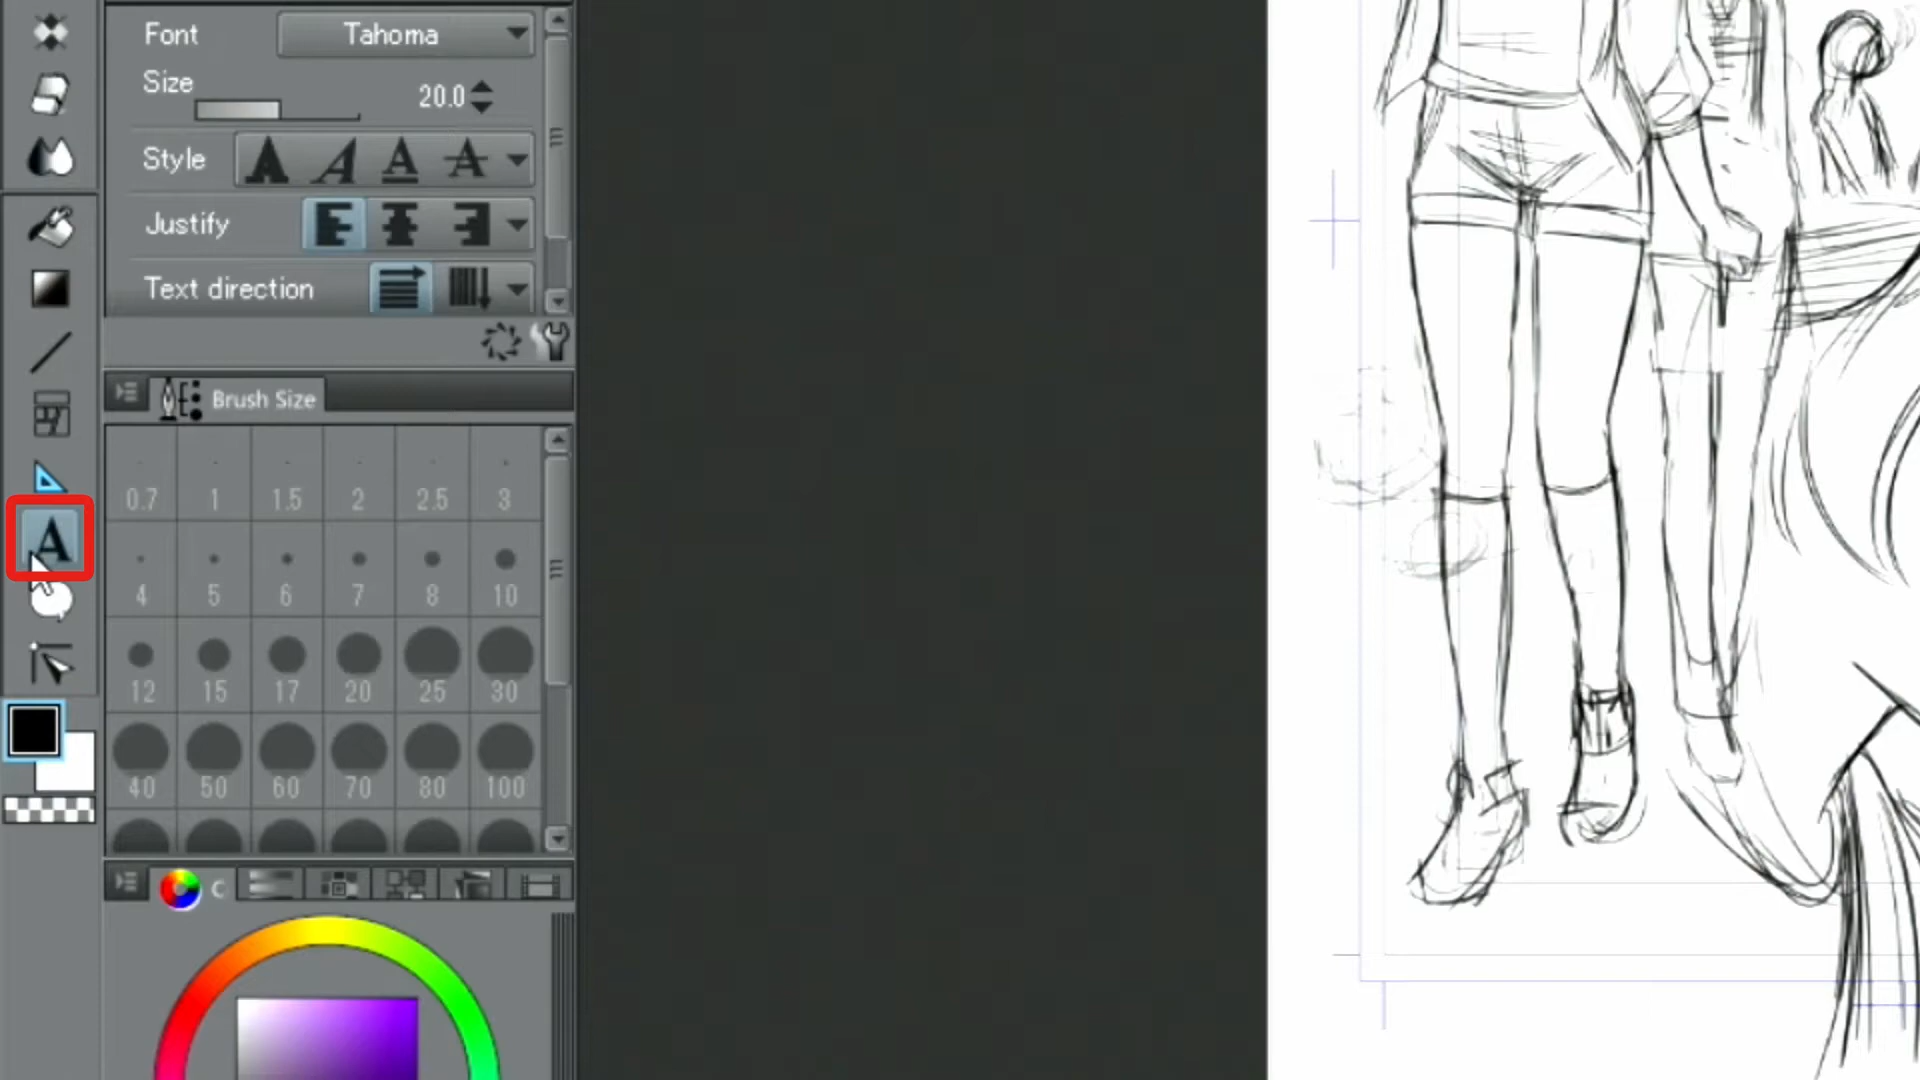 Font Tahoma
Size 20.0
Style A A A A
Justify
Text direction
Brush Size
0.7 1 1.5 2 2.5 3
4 5 6 7 8 10
12 15 17 20 25 30
40 50 60 70 80 100
C
A